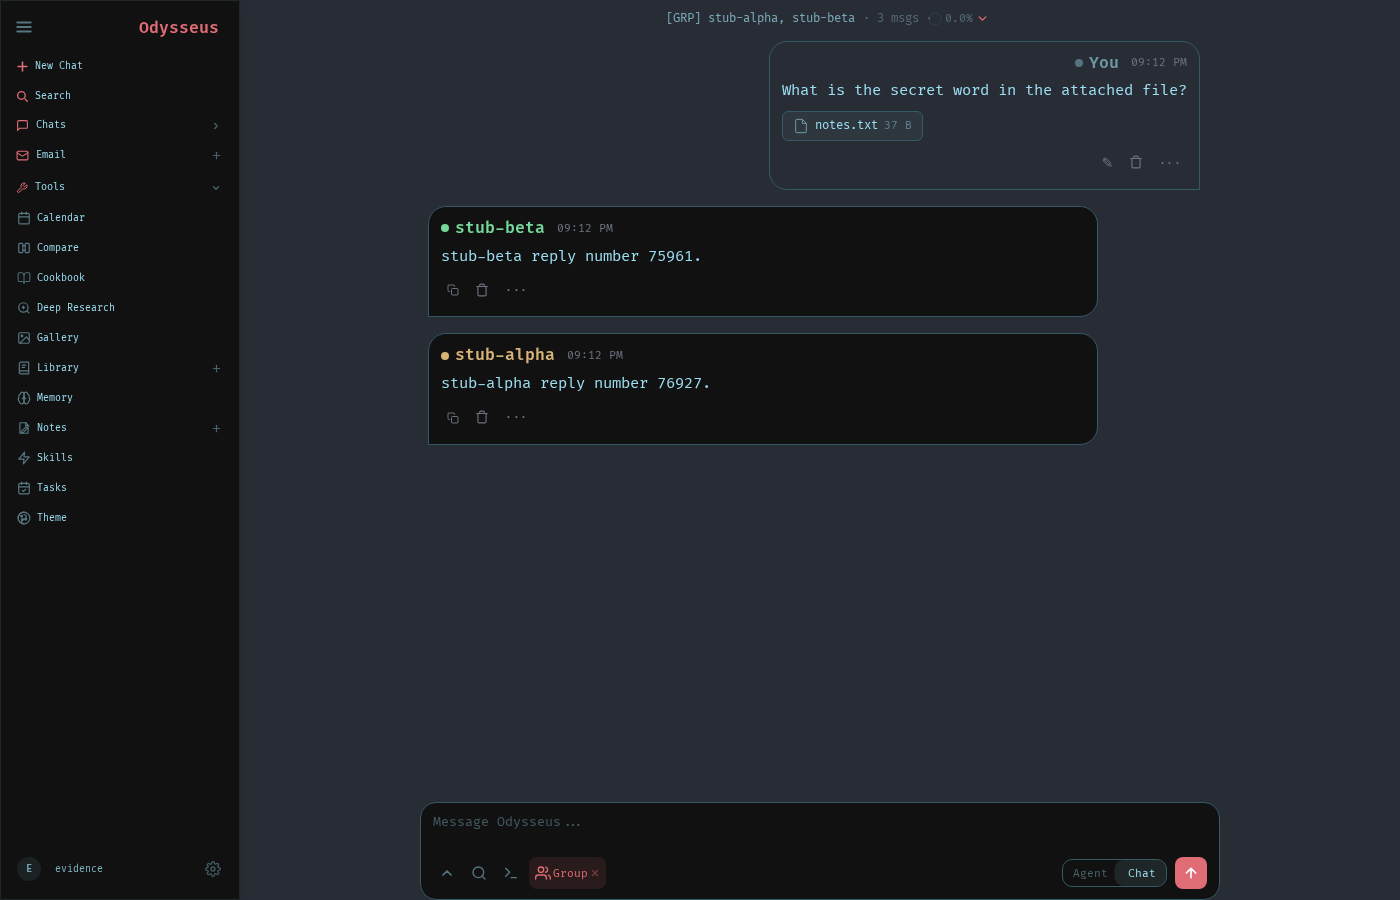 Odysseus
New Chat
Search
Chats
Email
Tools
Calendar
Compare
Cookbook
Deep Research
Gallery
Library
Memory
Notes
Skills
Tasks
Theme
E evidence
[GRP] stub-alpha, stub-beta · 3 msgs · 0.0%
You 09:12 PM
What is the secret word in the attached file?
notes.txt 37 B
stub-beta 09:12 PM
stub-beta reply number 75961.
stub-alpha 09:12 PM
stub-alpha reply number 76927.
Message Odysseus...
Group ×
Agent Chat